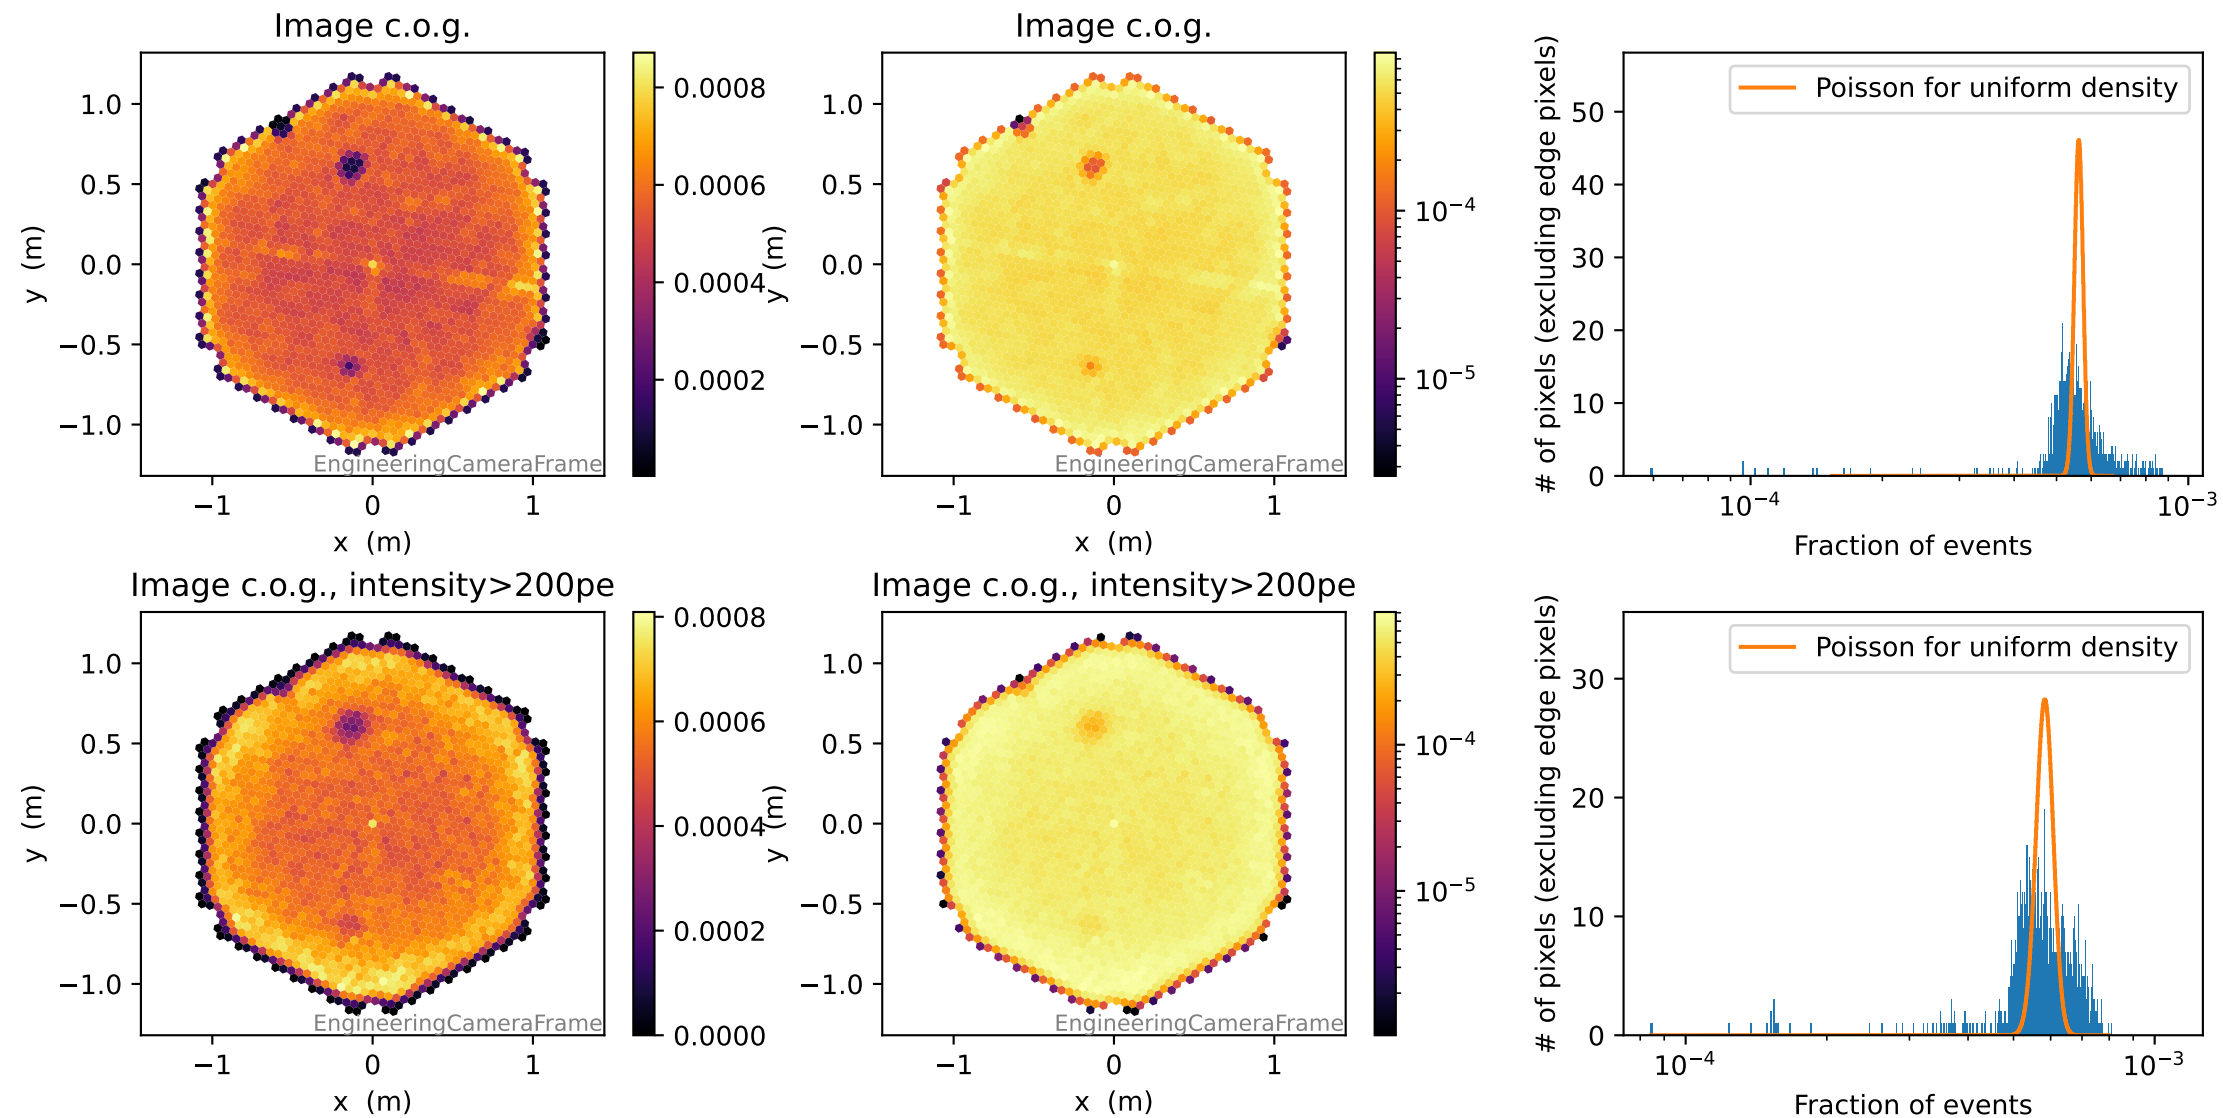 Image c.o.g.
y (m)
1.0
0.5
0.0
−0.5
−1.0
−1
0
1
x (m)
EngineeringCameraFrame
0.0008
0.0006
0.0004
0.0002
Image c.o.g.
y (m)
1.0
0.5
0.0
−0.5
−1.0
−1
0
1
x (m)
EngineeringCameraFrame
10−4
10−5
# of pixels (excluding edge pixels)
50
40
30
20
10
0
Poisson for uniform density
10−4
10−3
Fraction of events
Image c.o.g., intensity>200pe
y (m)
1.0
0.5
0.0
−0.5
−1.0
−1
0
1
x (m)
EngineeringCameraFrame
0.0008
0.0006
0.0004
0.0002
0.0000
Image c.o.g., intensity>200pe
y (m)
1.0
0.5
0.0
−0.5
−1.0
−1
0
1
x (m)
EngineeringCameraFrame
10−4
10−5
# of pixels (excluding edge pixels)
30
20
10
0
Poisson for uniform density
10−4
10−3
Fraction of events